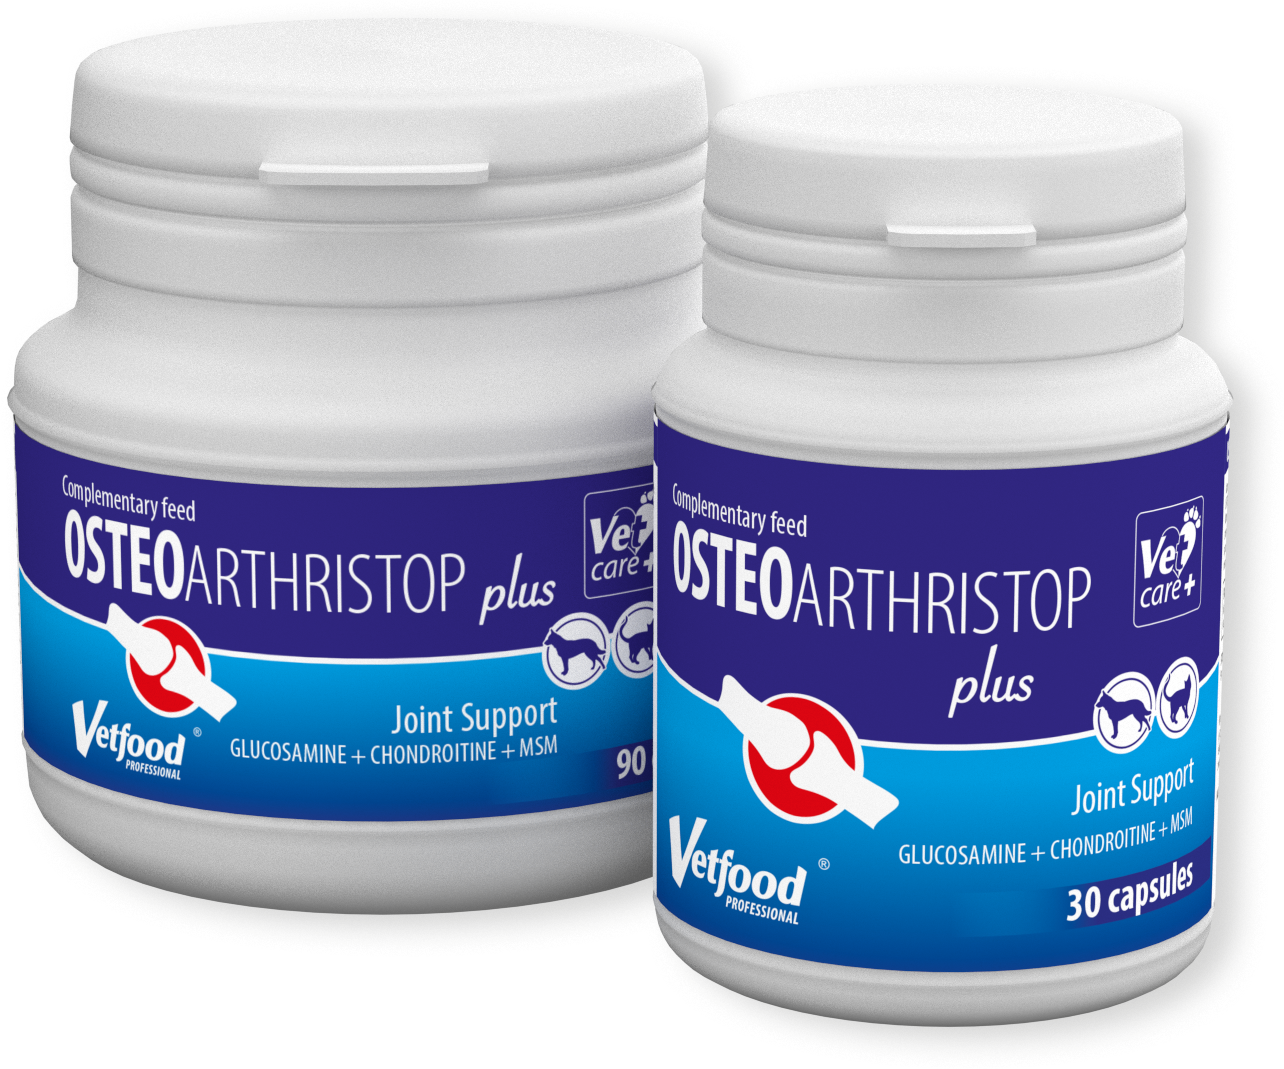 Complementary feed
OSTEOARTHRISTOP plus
Vet
care+
Joint Support
GLUCOSAMINE + CHONDROITINE + MSM
Vetfood®
PROFESSIONAL
90
Complementary feed
OSTEOARTHRISTOP
plus
Vet
care+
Joint Support
GLUCOSAMINE + CHONDROITINE + MSM
Vetfood®
PROFESSIONAL
30 capsules